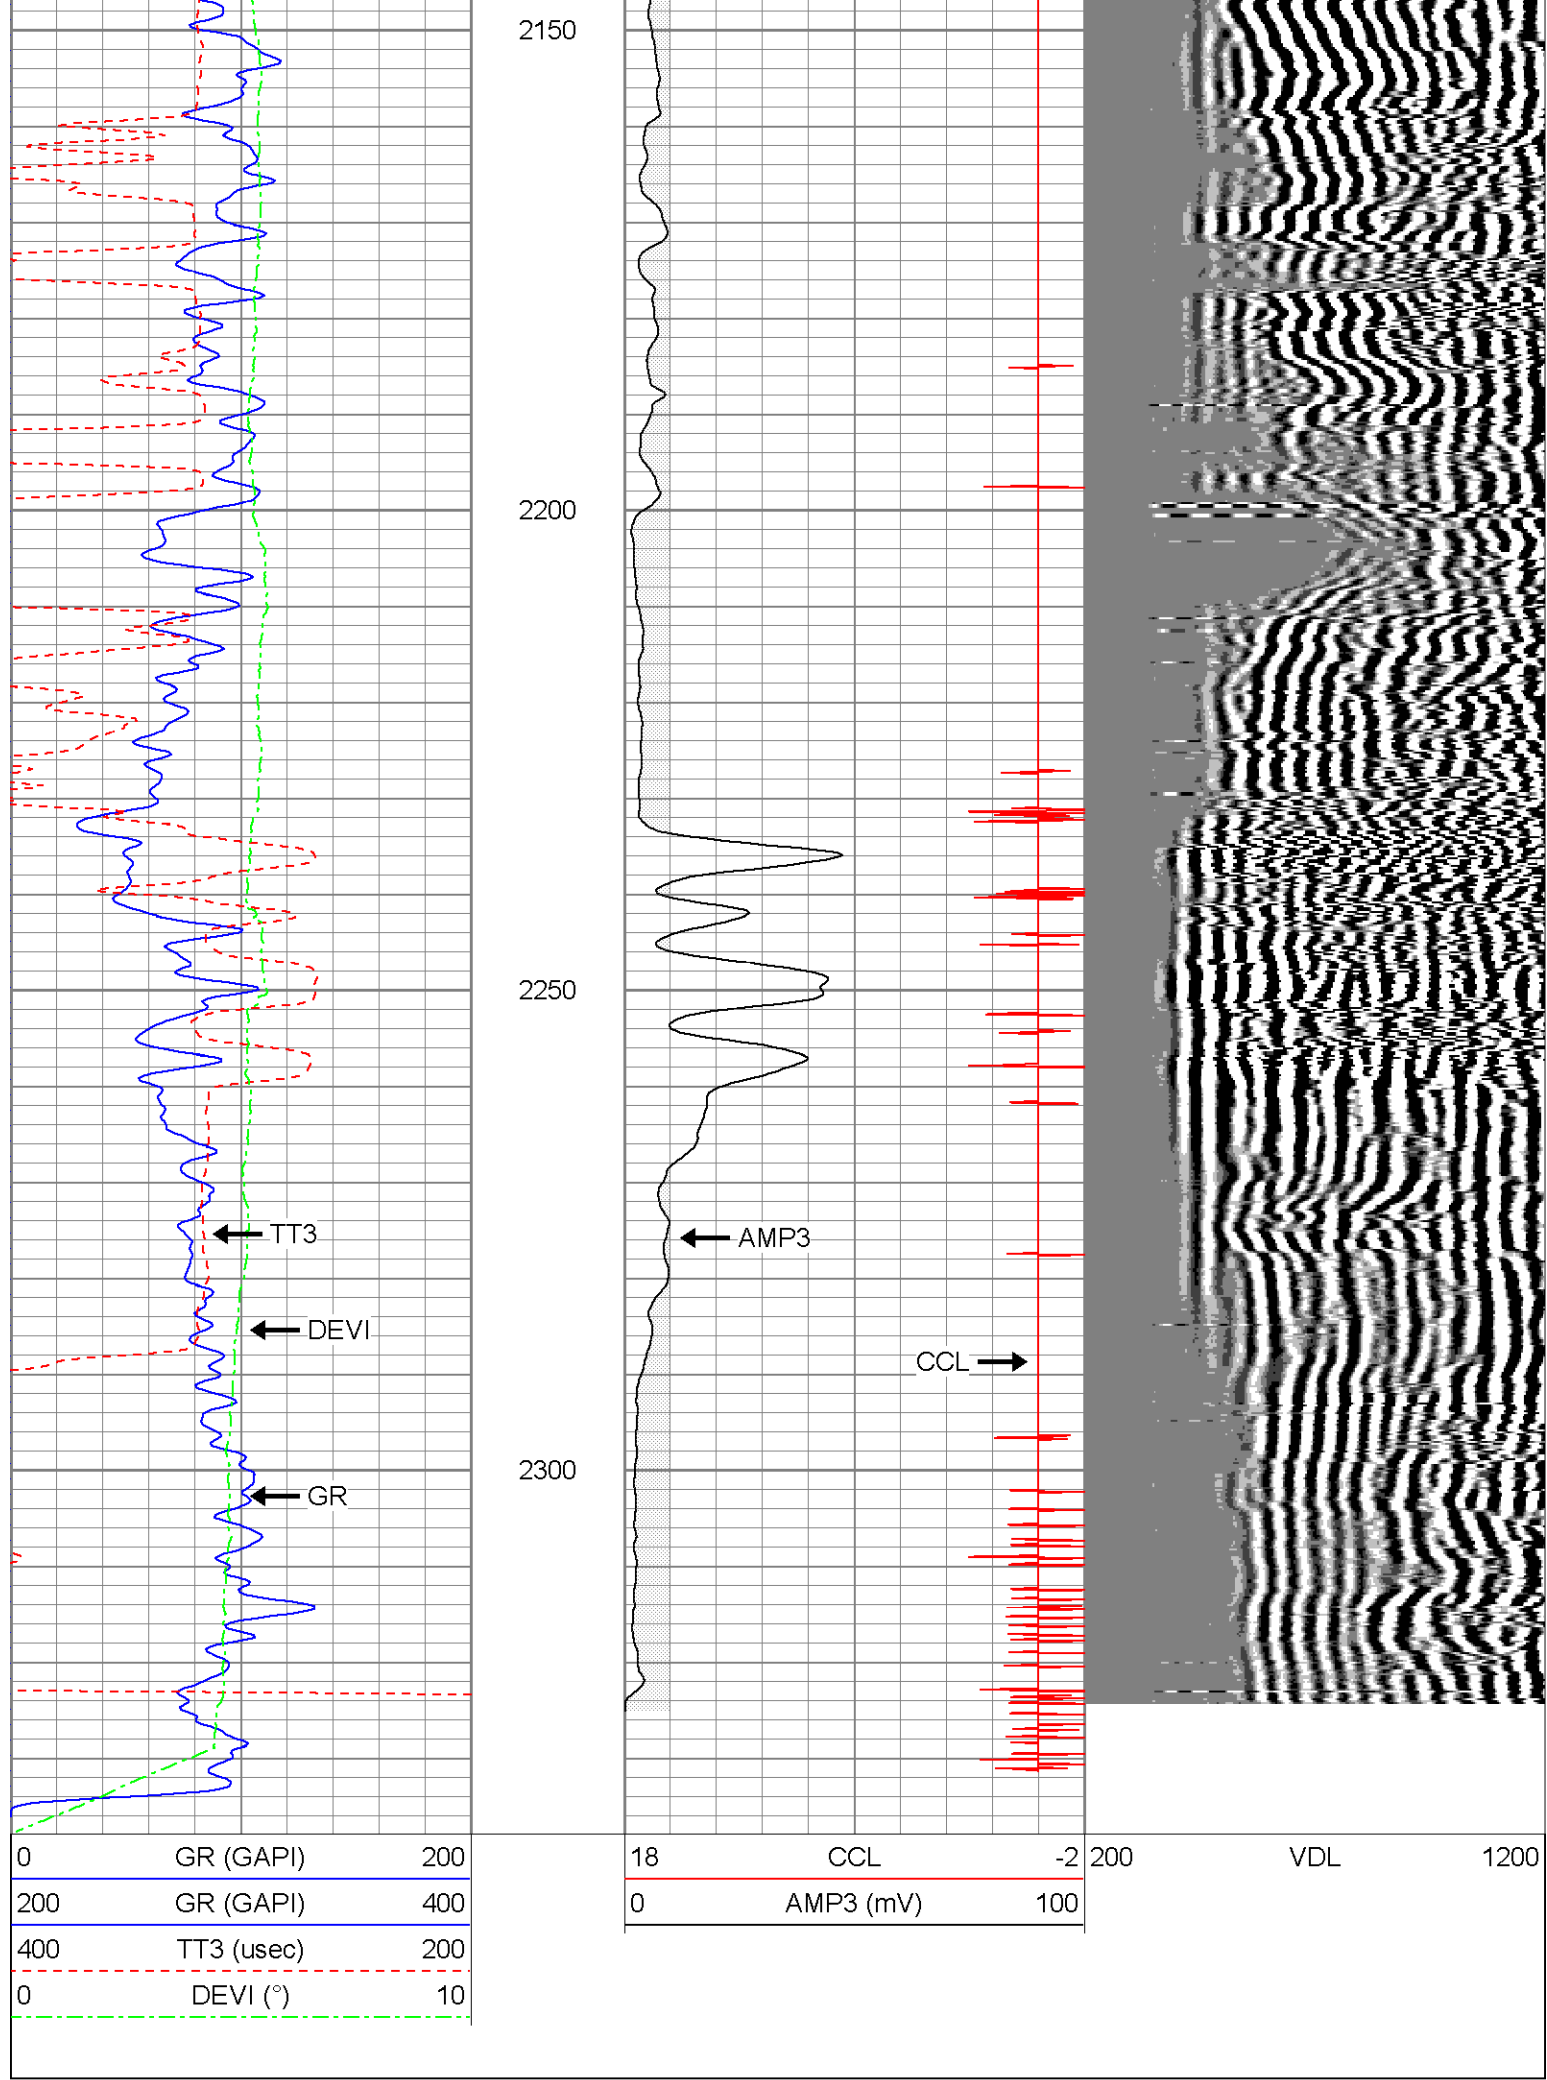 2150
2200
2250
TT3
AMP3
DEVI
CCL
2300
GR
0 GR (GAPI) 200
18 CCL -2
200 VDL 1200
200 GR (GAPI) 400
0 AMP3 (mV) 100
400 TT3 (usec) 200
0 DEVI (°) 10